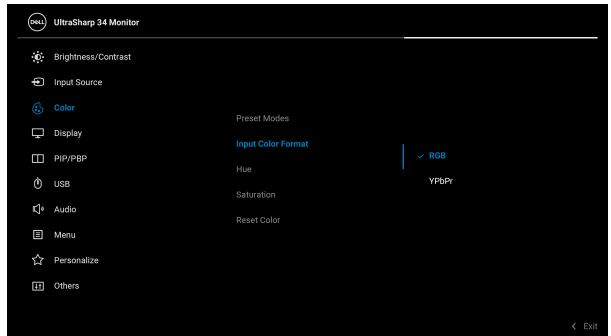 DELL UltraSharp 34 Monitor
Brightness/Contrast
Input Source
Color
Display
PIP/PBP
USB
Audio
Menu
Personalize
Others
Preset Modes
Input Color Format
Hue
Saturation
Reset Color
RGB
YPbPr
Exit